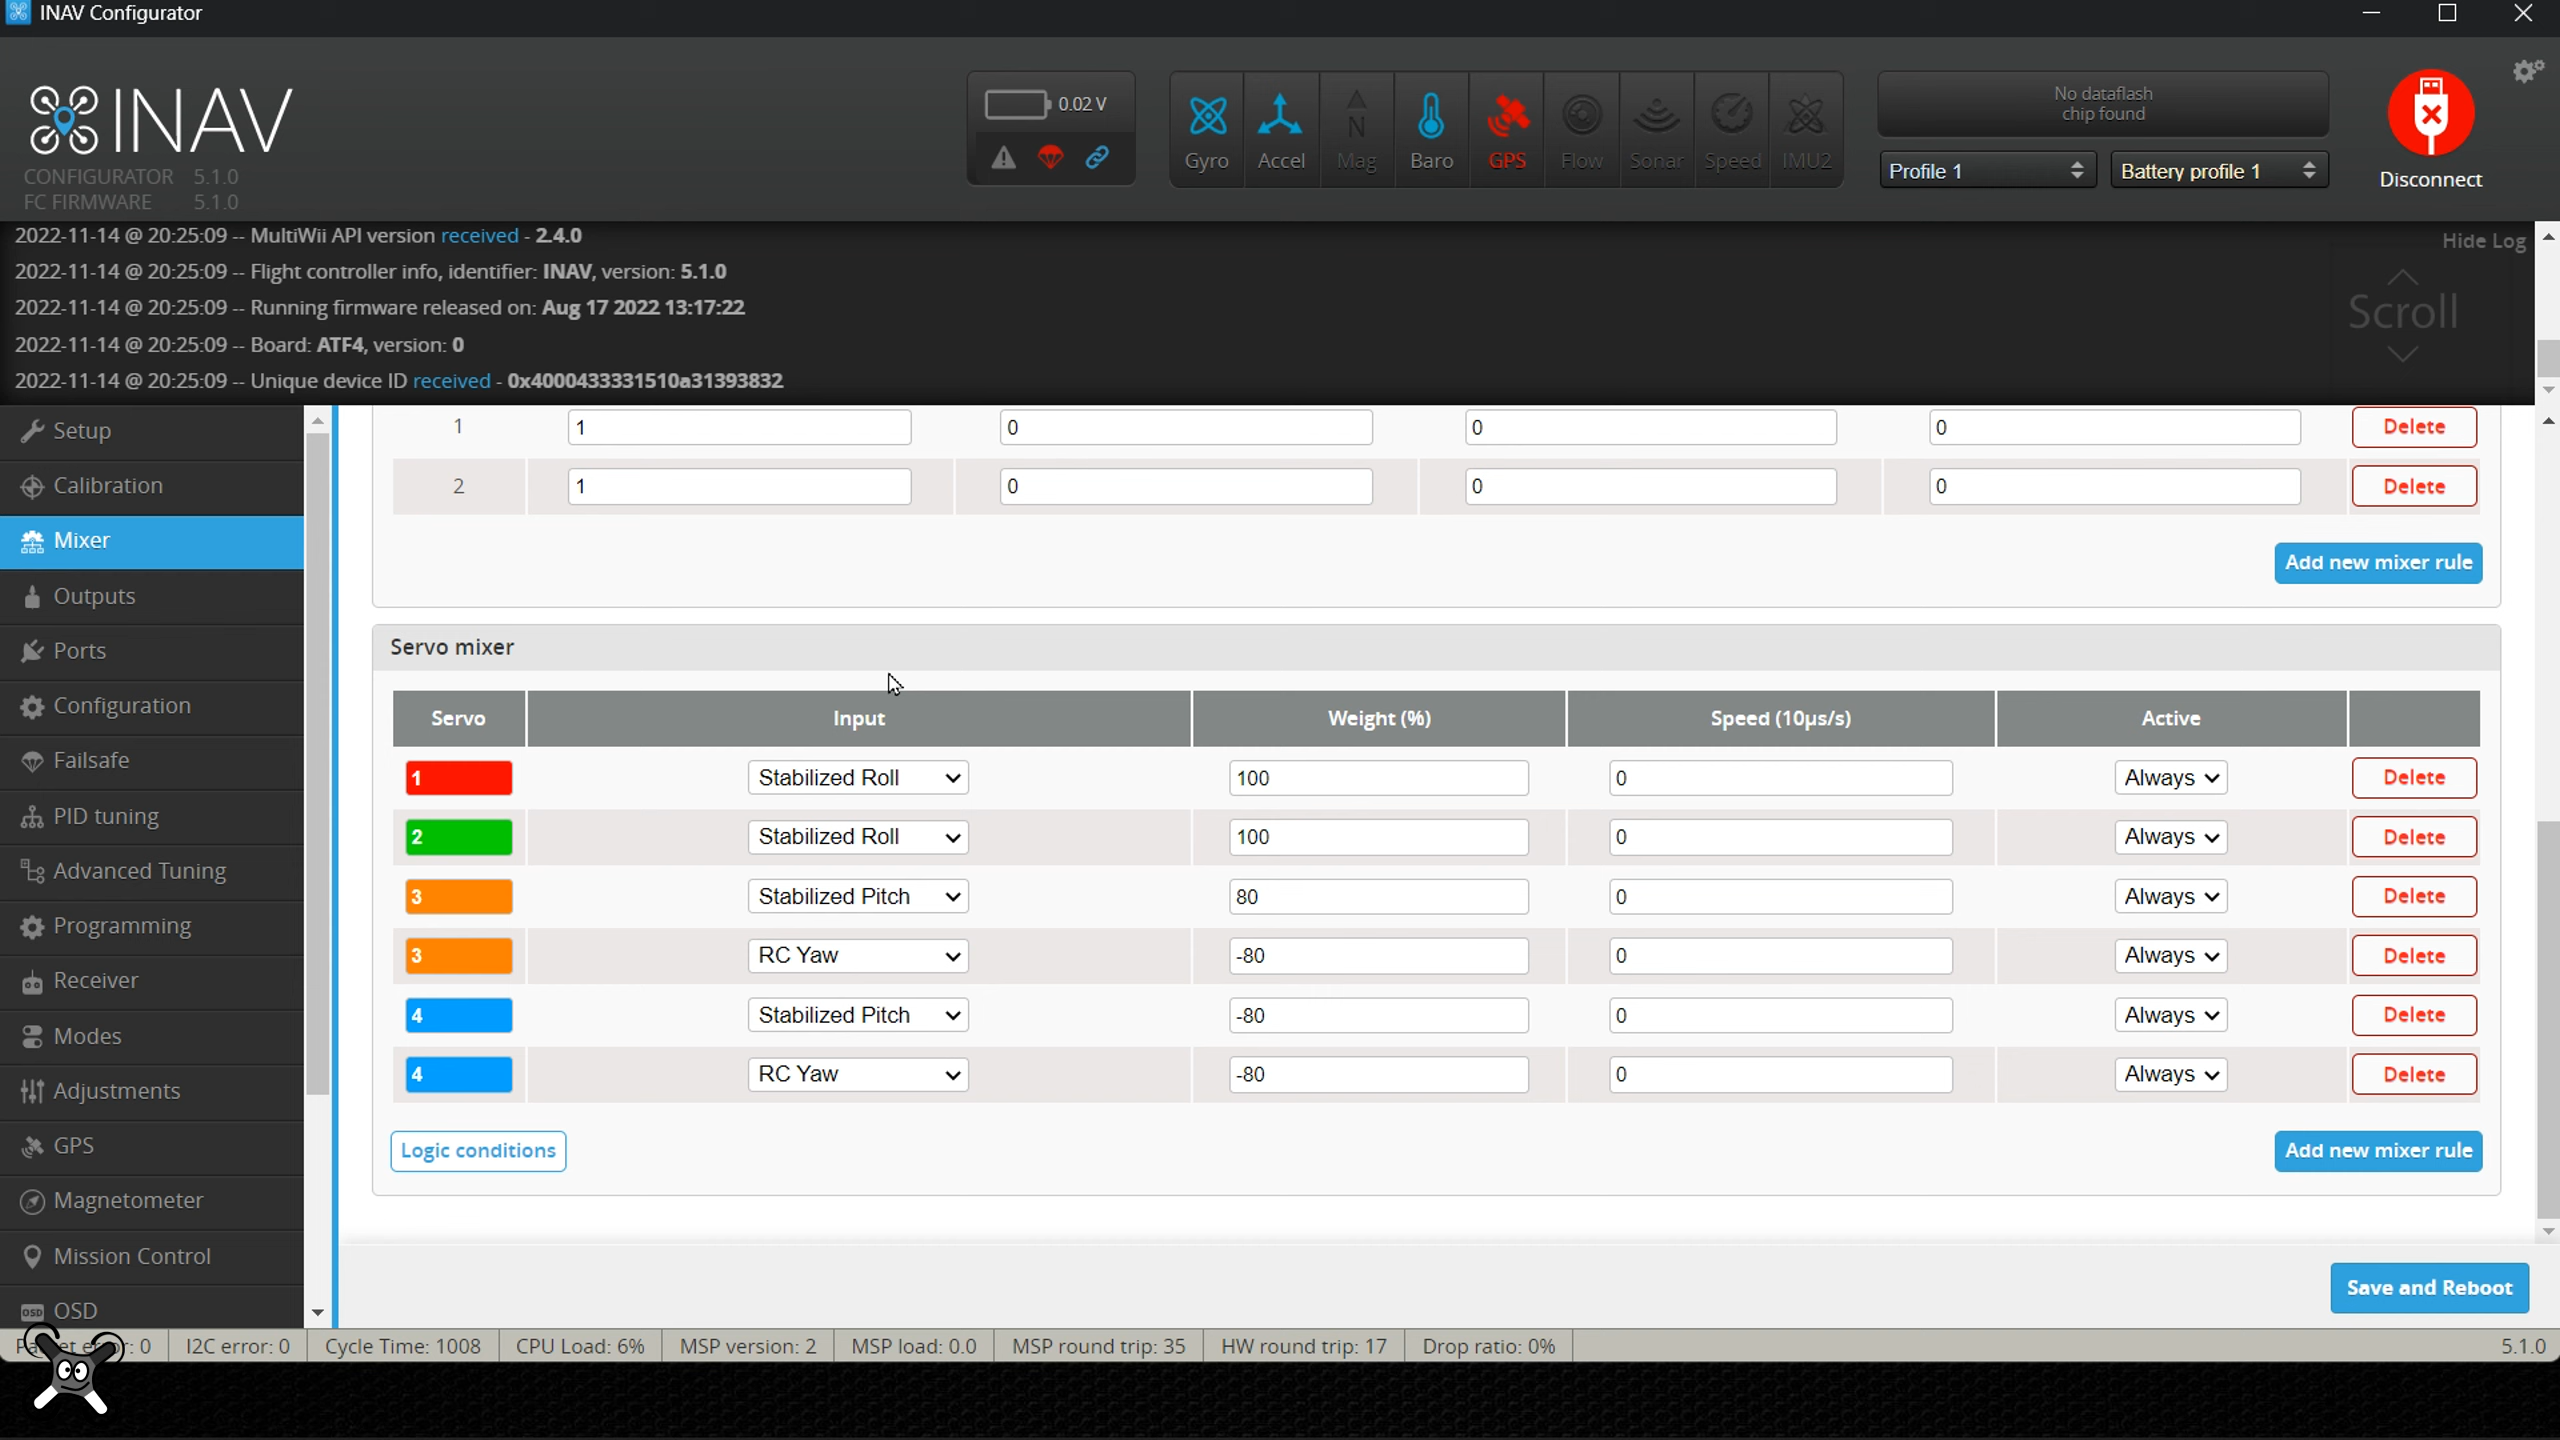 INAV Configurator
INAV
CONFIGURATOR 5.1.0
FC FIRMWARE 5.1.0
0.02 V
Gyro Accel Mag Baro GPS Flow Sonar Speed IMU2
No dataflash
chip found
Profile 1 Battery profile 1
Disconnect
2022-11-14 @ 20:25:09 -- MultiWii API version received - 2.4.0
2022-11-14 @ 20:25:09 -- Flight controller info, identifier: INAV, version: 5.1.0
2022-11-14 @ 20:25:09 -- Running firmware released on: Aug 17 2022 13:17:22
2022-11-14 @ 20:25:09 -- Board: ATF4, version: 0
2022-11-14 @ 20:25:09 -- Unique device ID received - 0x4000433331510a31393832
Hide Log
Scroll
Setup
Calibration
Mixer
Outputs
Ports
Configuration
Failsafe
PID tuning
Advanced Tuning
Programming
Receiver
Modes
Adjustments
GPS
Magnetometer
Mission Control
OSD
1 1 0 0 0 Delete
2 1 0 0 0 Delete
Add new mixer rule
Servo mixer
Servo Input Weight (%) Speed (10µs/s) Active
1 Stabilized Roll 100 0 Always Delete
2 Stabilized Roll 100 0 Always Delete
3 Stabilized Pitch 80 0 Always Delete
3 RC Yaw -80 0 Always Delete
4 Stabilized Pitch -80 0 Always Delete
4 RC Yaw -80 0 Always Delete
Logic conditions Add new mixer rule
Save and Reboot
Packet error: 0 I2C error: 0 Cycle Time: 1008 CPU Load: 6% MSP version: 2 MSP load: 0.0 MSP round trip: 35 HW round trip: 17 Drop ratio: 0% 5.1.0